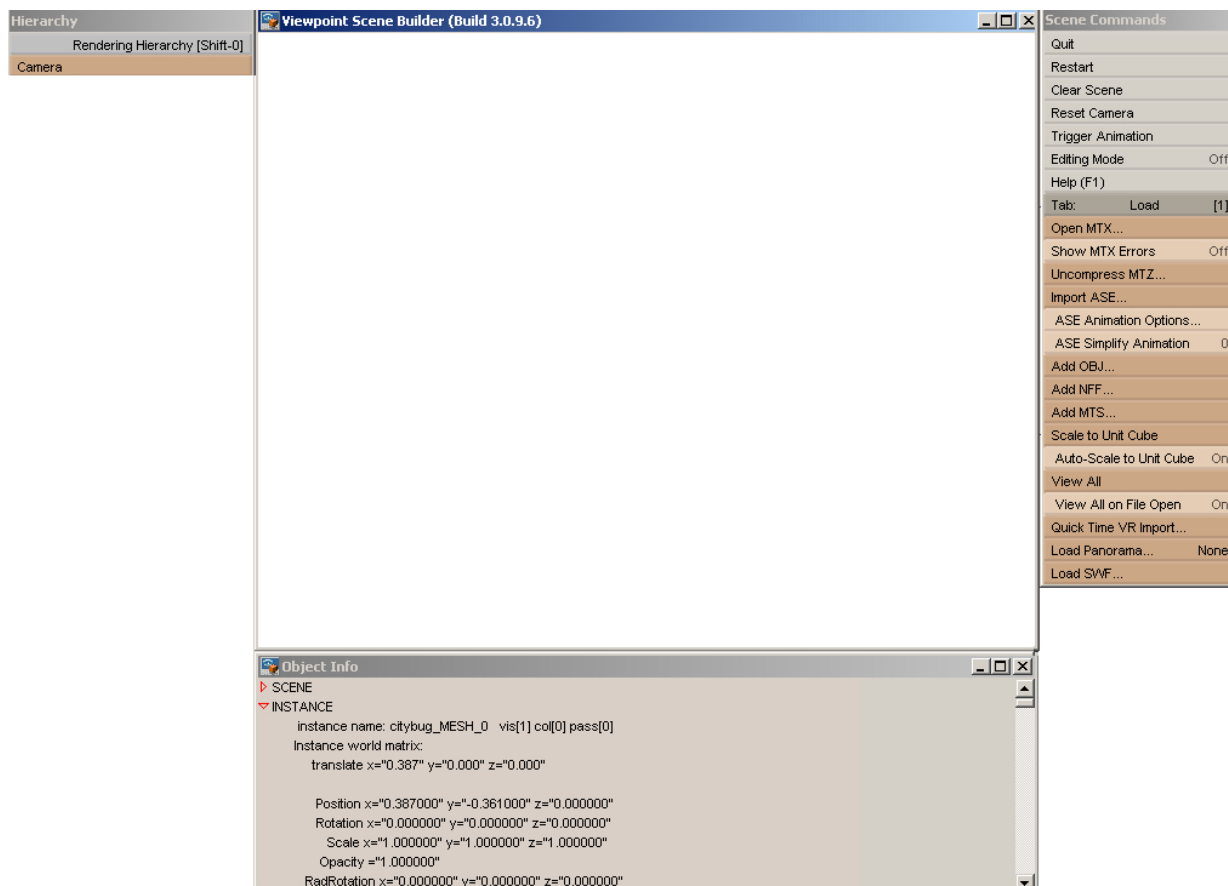 Hierarchy
Rendering Hierarchy [Shift-0]
Camera
Viewpoint Scene Builder (Build 3.0.9.6)
Scene Commands
Quit
Restart
Clear Scene
Reset Camera
Trigger Animation
Editing Mode Off
Help (F1)
Tab: Load [1]
Open MTX...
Show MTX Errors Off
Uncompress MTZ...
Import ASE...
ASE Animation Options...
ASE Simplify Animation 0
Add OBJ...
Add NFF...
Add MTS...
Scale to Unit Cube
Auto-Scale to Unit Cube On
View All
View All on File Open On
Quick Time VR Import...
Load Panorama... None
Load SWF...
Object Info
SCENE
INSTANCE
instance name: citybug_MESH_0 vis[1] col[0] pass[0]
Instance world matrix:
translate x="0.387" y="0.000" z="0.000"
Position x="0.387000" y="-0.361000" z="0.000000"
Rotation x="0.000000" y="0.000000" z="0.000000"
Scale x="1.000000" y="1.000000" z="1.000000"
Opacity ="1.000000"
RadRotation x="0.000000" y="0.000000" z="0.000000"